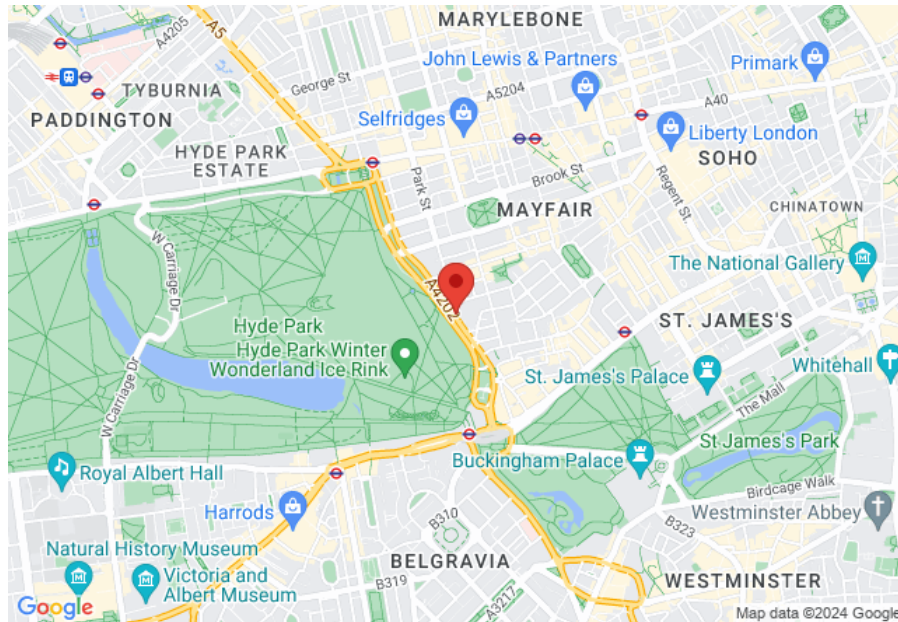 MARYLEBONE
A4205
A5
John Lewis & Partners
Primark
George St
A5204
TYBURNIA
A40
PADDINGTON
Selfridges
Liberty London
HYDE PARK
ESTATE
SOHO
Brook St
Park St
Regent St.
MAYFAIR
CHINATOWN
W Carriage Dr
The National Gallery
A4202
Hyde Park
ST. JAMES'S
Hyde Park Winter
Wonderland Ice Rink
Whitehall
St. James's Palace
W Carriage Dr
The Mall
St James's Park
Buckingham Palace
Royal Albert Hall
Birdcage Walk
Harrods
B310
Westminster Abbey
B323
Natural History Museum
BELGRAVIA
Victoria and
Albert Museum
B319
WESTMINSTER
A3217
Google
Map data ©2024 Google